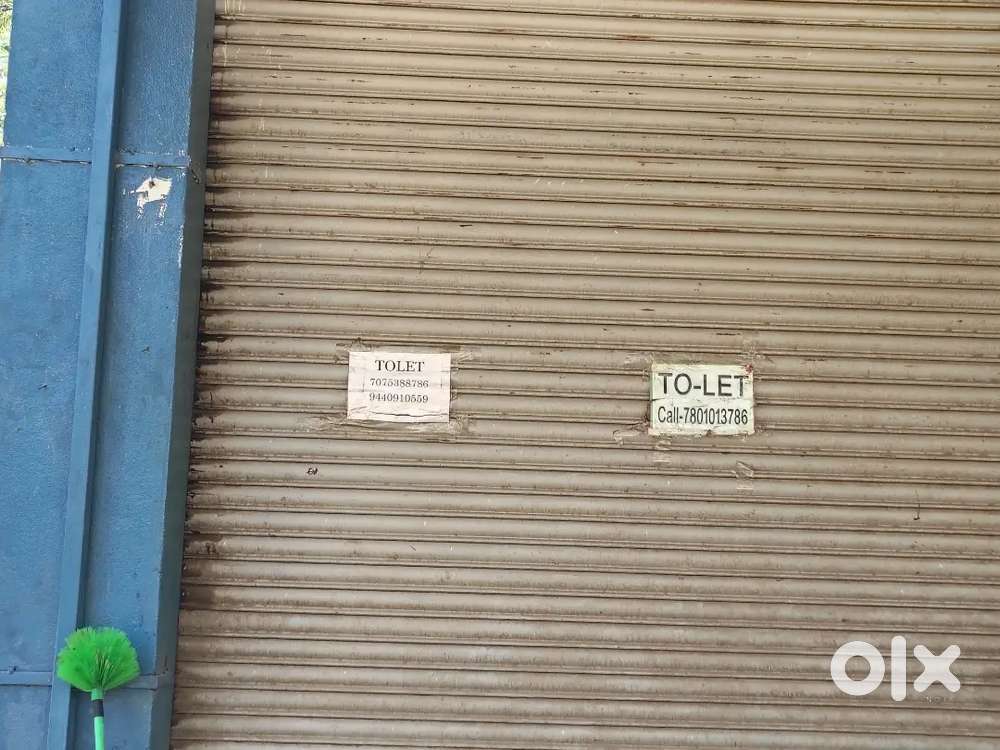 TOLET
7075388786
9440910559
TO-LET
Call-7801013786
olx